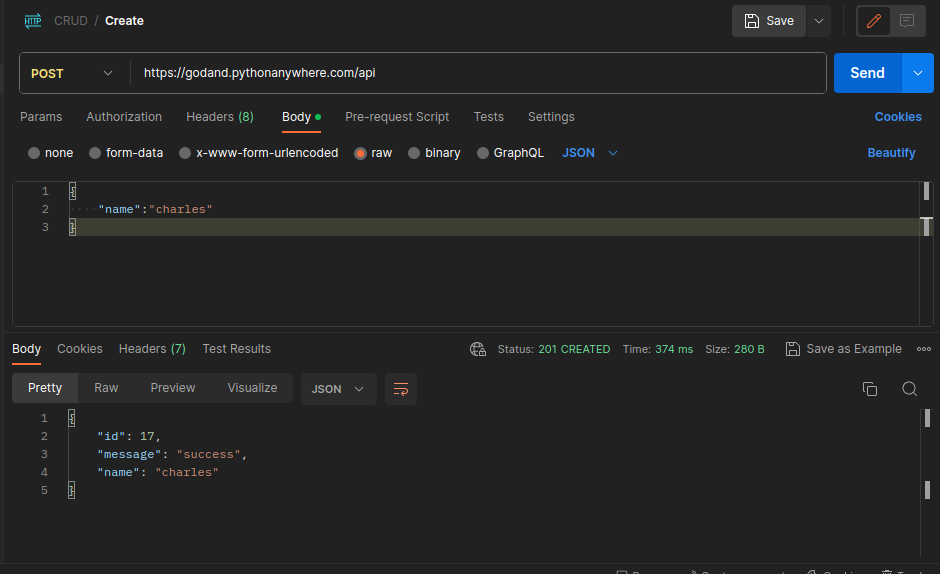 HTTP CRUD / Create Save
POST https://godand.pythonanywhere.com/api Send
Params Authorization Headers (8) Body Pre-request Script Tests Settings Cookies
none form-data x-www-form-urlencoded raw binary GraphQL JSON Beautify
1 {
2 "name":"charles"
3 }
Body Cookies Headers (7) Test Results Status: 201 CREATED Time: 374 ms Size: 280 B Save as Example
Pretty Raw Preview Visualize JSON
1 {
2 "id": 17,
3 "message": "success",
4 "name": "charles"
5 }